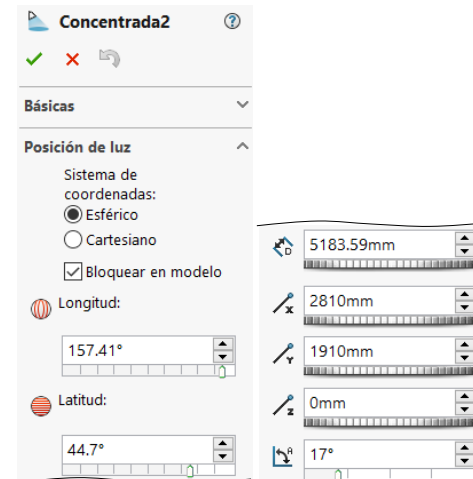 Concentrada2
Básicas
Posición de luz
Sistema de
coordenadas:
Esférico
Cartesiano
Bloquear en modelo
Longitud:
157.41°
Latitud:
44.7°
D
5183.59mm
X
2810mm
Y
1910mm
Z
0mm
A
17°